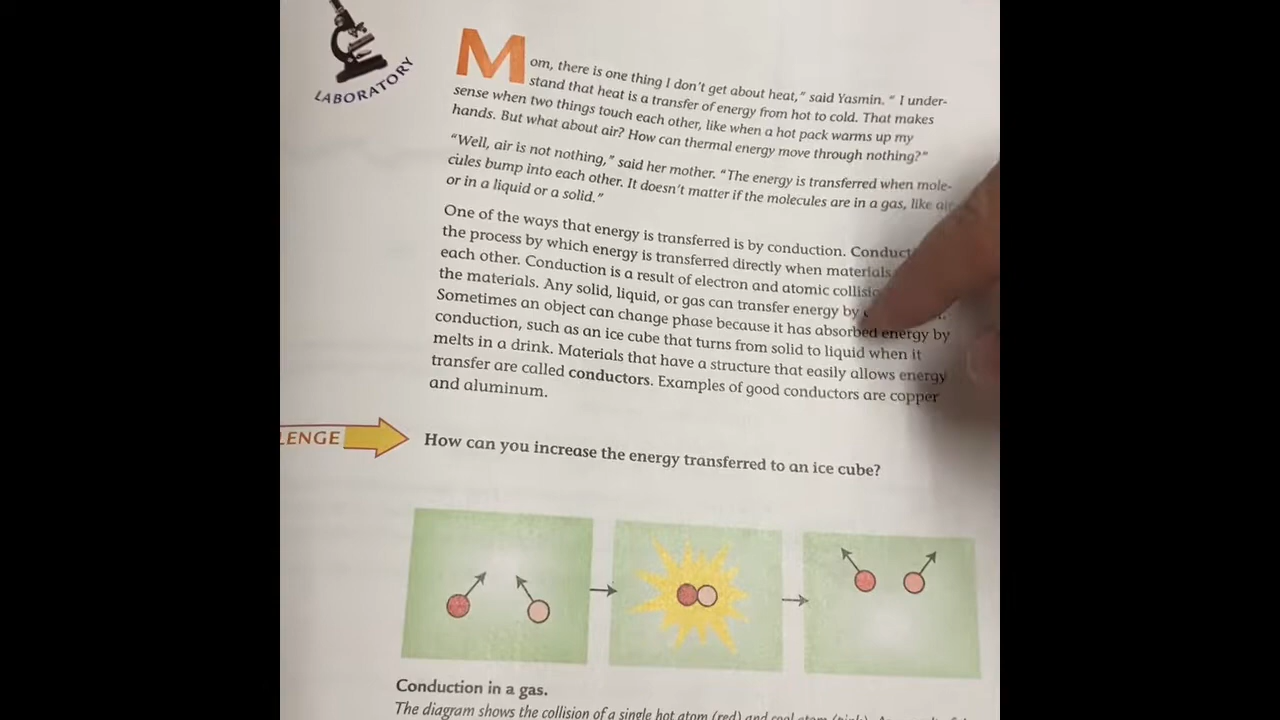 LABORATORY
Mom, there is one thing I don't get about heat," said Yasmin. " I under-
stand that heat is a transfer of energy from hot to cold. That makes
sense when two things touch each other, like when a hot pack warms up my
hands. But what about air? How can thermal energy move through nothing?"
"Well, air is not nothing," said her mother. "The energy is transferred when mole-
cules bump into each other. It doesn't matter if the molecules are in a gas, like air
or in a liquid or a solid."
One of the ways that energy is transferred is by conduction.
the process by which energy is transferred directly when materials
each other. Conduction is a result of electron and atomic
the materials. Any solid, liquid, or gas can transfer energy by
Sometimes an object can change phase because it has absorbed energy by
conduction, such as an ice cube that turns from solid to liquid when it
melts in a drink. Materials that have a structure that easily allows energy
transfer are called conductors. Examples of good conductors are copper
and aluminum.
LENGE
How can you increase the energy transferred to an ice cube?
Conduction in a gas.
The diagram shows the collision of a single hot atom (red) and